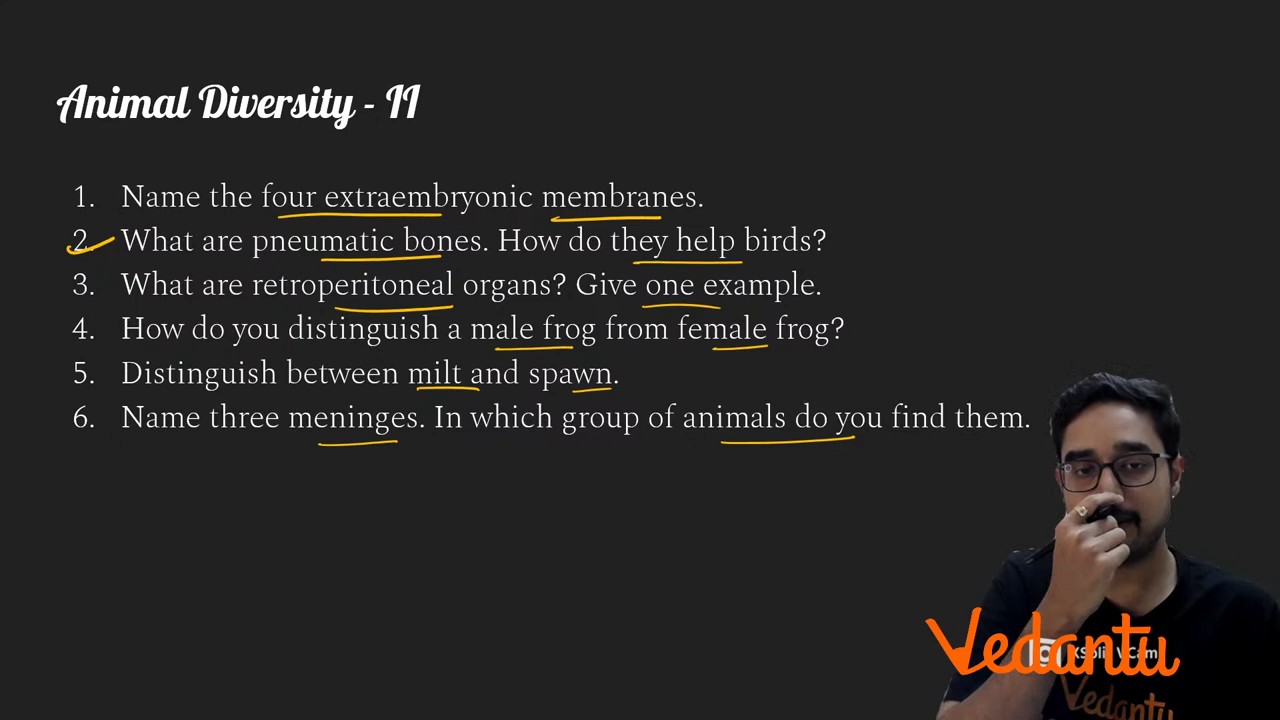 Animal Diversity - II
1. Name the four extraembryonic membranes.
2. What are pneumatic bones. How do they help birds?
3. What are retroperitoneal organs? Give one example.
4. How do you distinguish a male frog from female frog?
5. Distinguish between milt and spawn.
6. Name three meninges. In which group of animals do you find them.
Vedantu
XSplit VCam
Vedantu